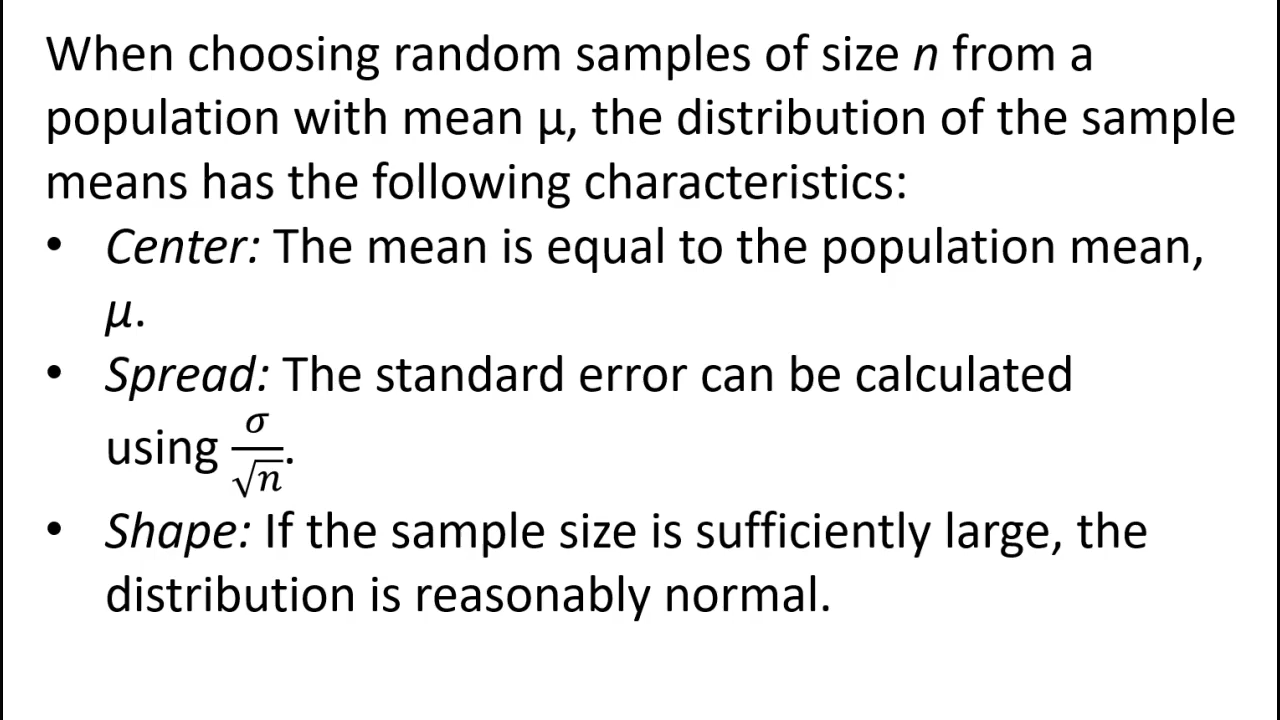 When choosing random samples of size n from a
population with mean µ, the distribution of the sample
means has the following characteristics:
• Center: The mean is equal to the population mean,
µ.
• Spread: The standard error can be calculated
using σ/√n.
• Shape: If the sample size is sufficiently large, the
distribution is reasonably normal.